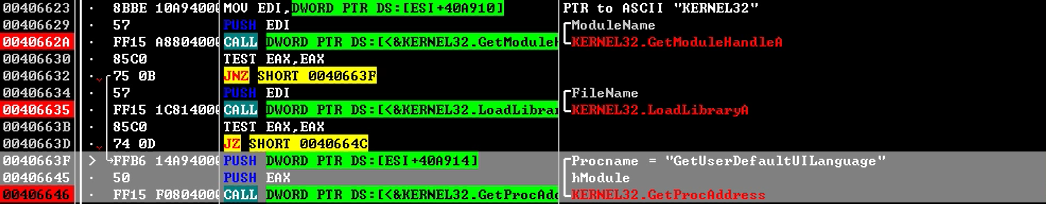 00406623 · 8BBE 10A94000 MOV EDI,DWORD PTR DS:[ESI+40A910] PTR to ASCII "KERNEL32"
00406629 · 57 PUSH EDI ModuleName
0040662A · FF15 A8804000 CALL DWORD PTR DS:[<&KERNEL32.GetModuleH KERNEL32.GetModuleHandleA
00406630 · 85C0 TEST EAX,EAX
00406632 · 75 0B JNZ SHORT 0040663F
00406634 · 57 PUSH EDI FileName
00406635 · FF15 1C814000 CALL DWORD PTR DS:[<&KERNEL32.LoadLibrar KERNEL32.LoadLibraryA
0040663B · 85C0 TEST EAX,EAX
0040663D · 74 0D JZ SHORT 0040664C
0040663F > FFB6 14A94000 PUSH DWORD PTR DS:[ESI+40A914] Procname = "GetUserDefaultUILanguage"
00406645 · 50 PUSH EAX hModule
00406646 · FF15 F0804000 CALL DWORD PTR DS:[<&KERNEL32.GetProcAdd KERNEL32.GetProcAddress